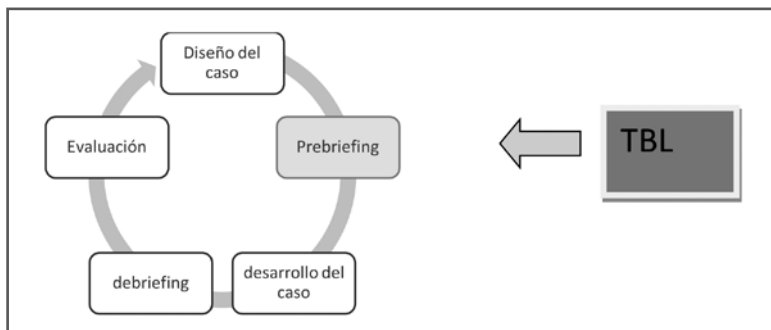 Diseño del
caso
Evaluación
Prebriefing
TBL
debriefing
desarrollo del
caso